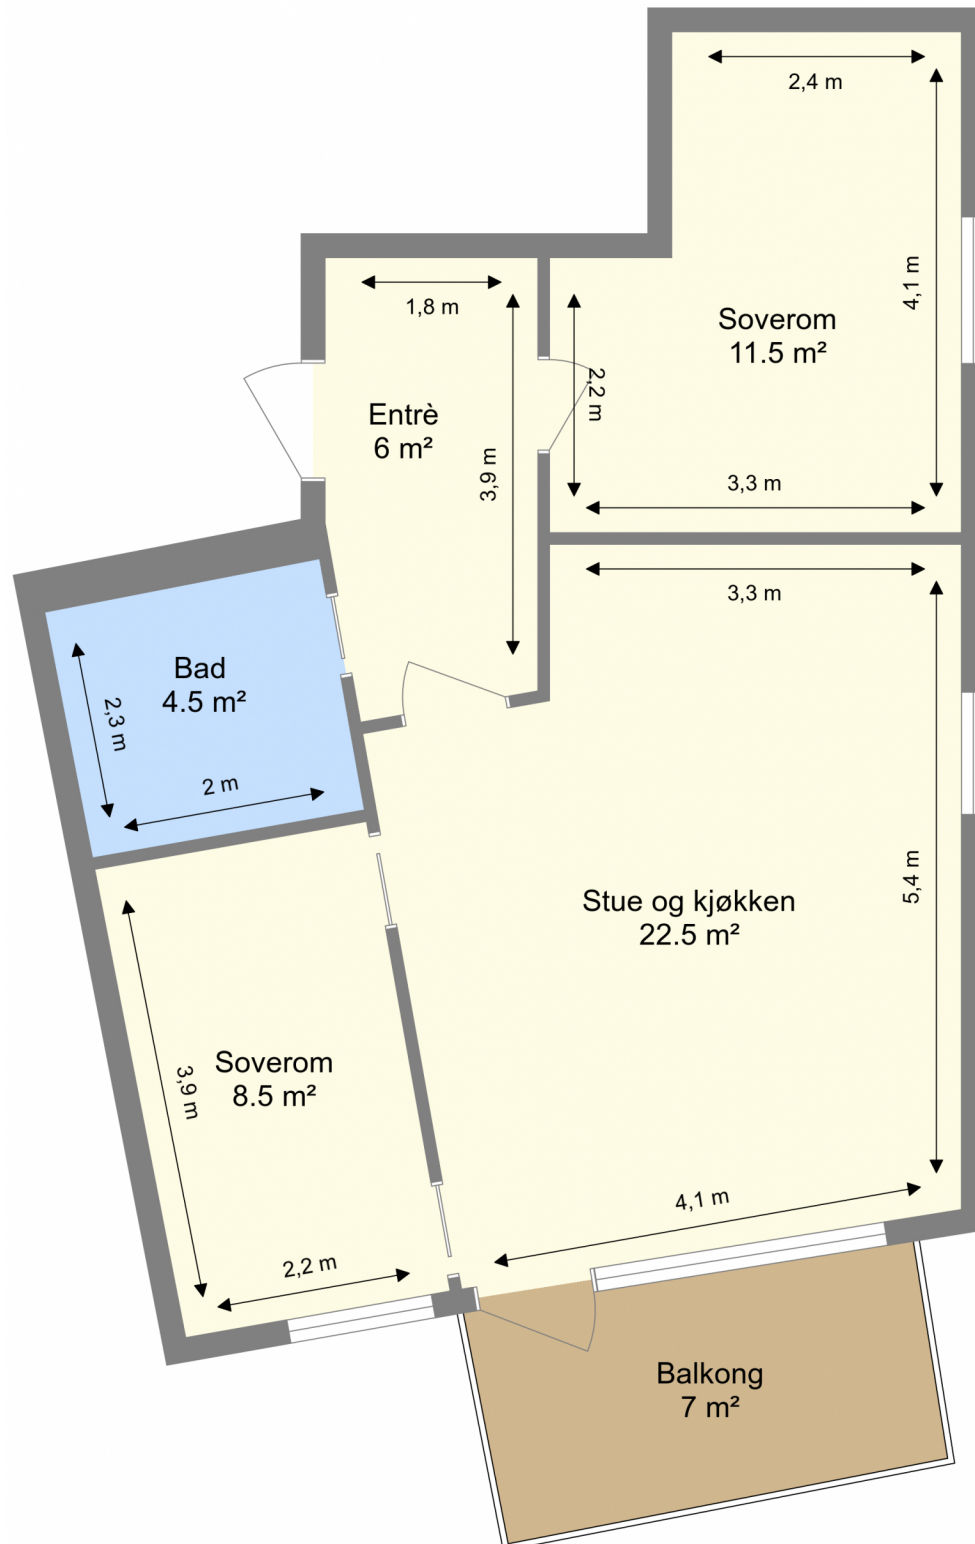 2,4 m
4,1 m
Soverom
11.5 m²
1,8 m
2,2 m
Entrè
6 m²
3,9 m
3,3 m
3,3 m
Bad
4.5 m²
2,3 m
2 m
5,4 m
Stue og kjøkken
22.5 m²
Soverom
8.5 m²
3,9 m
4,1 m
2,2 m
Balkong
7 m²